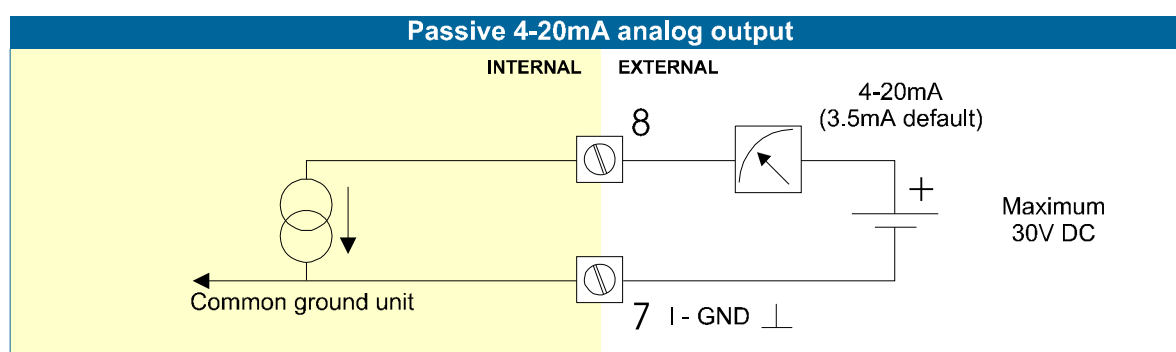 Passive 4-20mA analog output
INTERNAL
EXTERNAL
4-20mA
(3.5mA default)
8
+
Maximum
30V DC
Common ground unit
7
I - GND ⊥